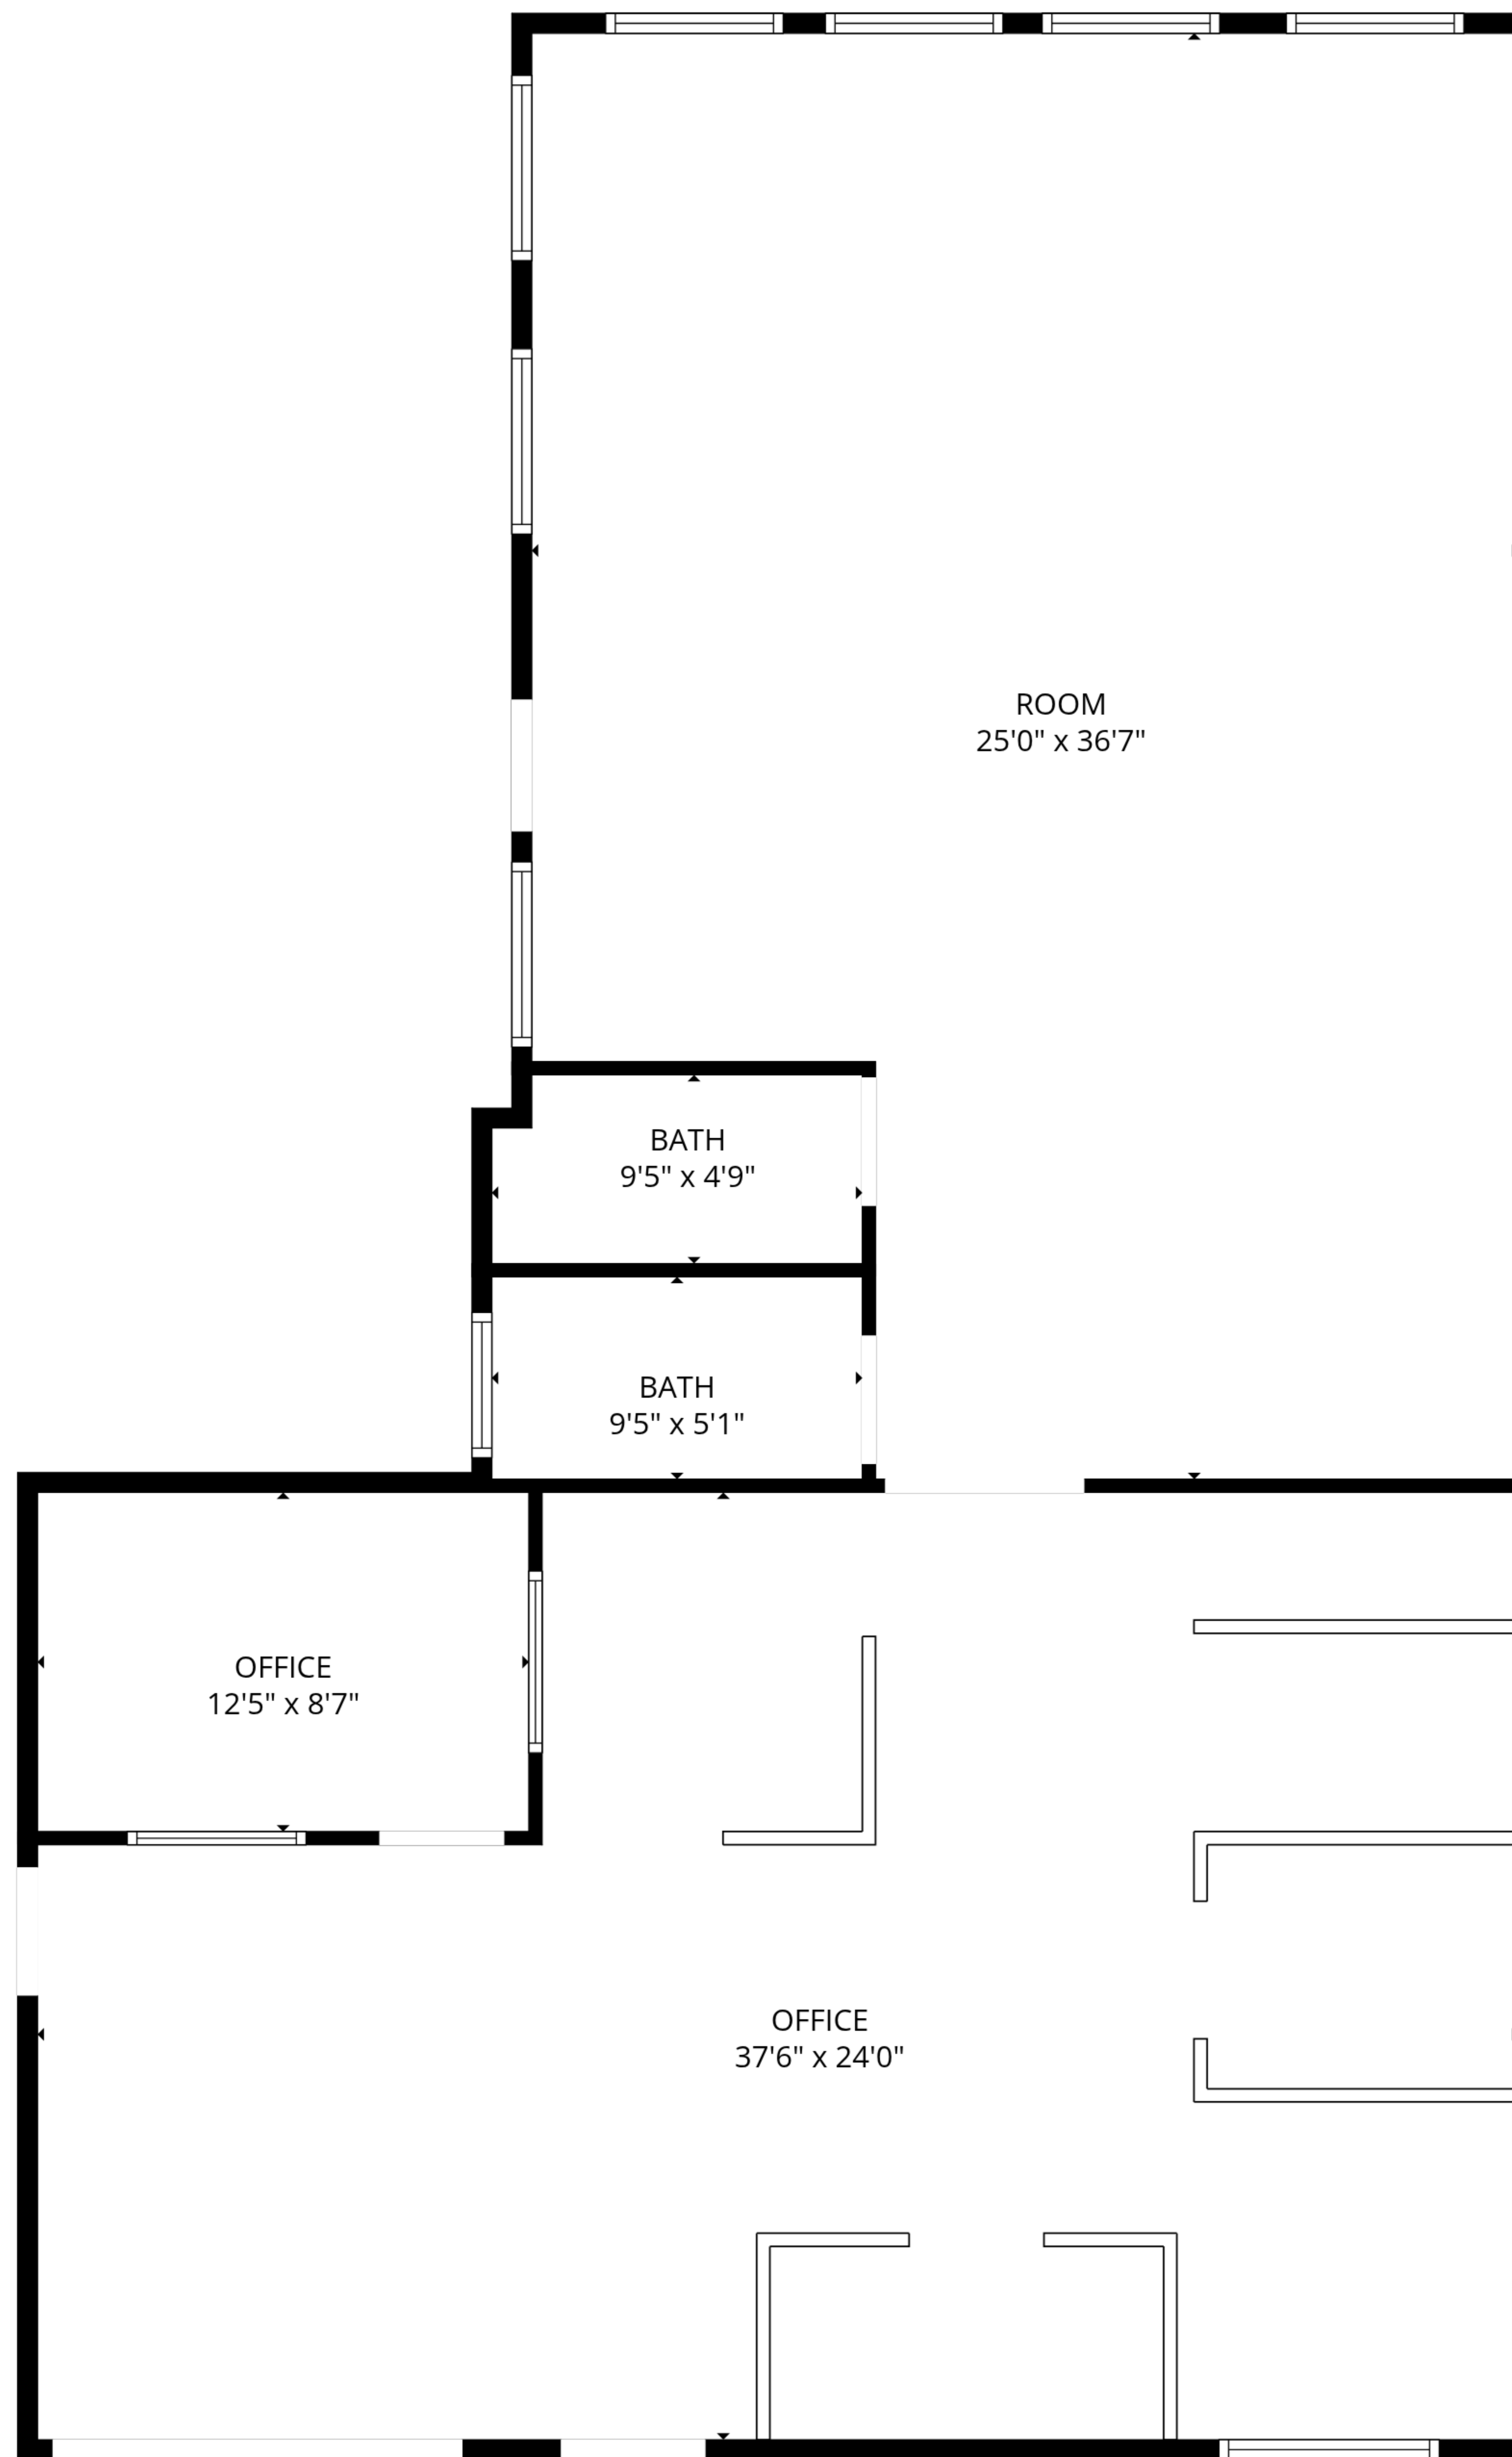 ROOM
25'0" x 36'7"
BATH
9'5" x 4'9"
BATH
9'5" x 5'1"
OFFICE
12'5" x 8'7"
OFFICE
37'6" x 24'0"